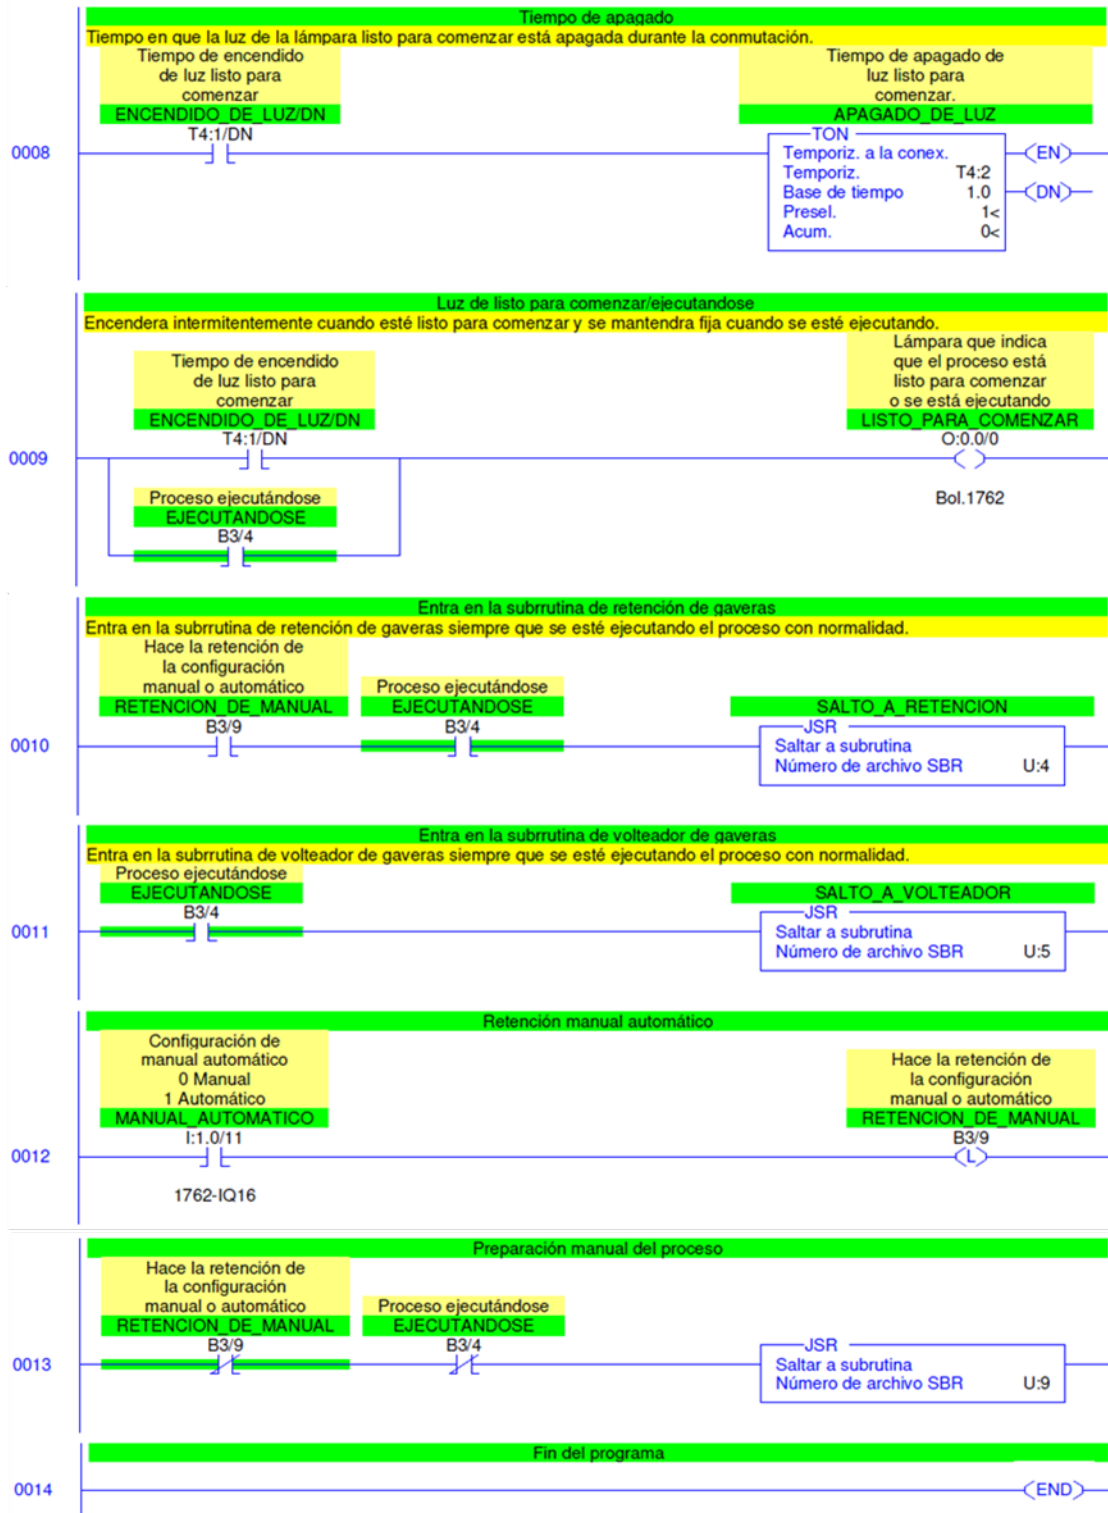 Tiempo de apagado
Tiempo en que la luz de la lámpara listo para comenzar está apagada durante la conmutación.
Tiempo de encendido
de luz listo para
comenzar
ENCENDIDO_DE_LUZ/DN
T4:1/DN
Tiempo de apagado de
luz listo para
comenzar.
APAGADO_DE_LUZ
0008
TON
Temporiz. a la conex.
Temporiz. T4:2
Base de tiempo 1.0
Presel. 1<
Acum. 0<
EN
DN
Luz de listo para comenzar/ejecutandose
Encendera intermitentemente cuando esté listo para comenzar y se mantendra fija cuando se esté ejecutando.
Tiempo de encendido
de luz listo para
comenzar
ENCENDIDO_DE_LUZ/DN
T4:1/DN
Lámpara que indica
que el proceso está
listo para comenzar
o se está ejecutando
LISTO_PARA_COMENZAR
O:0.0/0
0009
Bol.1762
Proceso ejecutándose
EJECUTANDOSE
B3/4
Entra en la subrrutina de retención de gaveras
Entra en la subrrutina de retención de gaveras siempre que se esté ejecutando el proceso con normalidad.
Hace la retención de
la configuración
manual o automático
RETENCION_DE_MANUAL
B3/9
Proceso ejecutándose
EJECUTANDOSE
B3/4
SALTO_A_RETENCION
0010
JSR
Saltar a subrutina
Número de archivo SBR U:4
Entra en la subrrutina de volteador de gaveras
Entra en la subrrutina de volteador de gaveras siempre que se esté ejecutando el proceso con normalidad.
Proceso ejecutándose
EJECUTANDOSE
B3/4
SALTO_A_VOLTEADOR
0011
JSR
Saltar a subrutina
Número de archivo SBR U:5
Retención manual automático
Configuración de
manual automático
0 Manual
1 Automático
MANUAL_AUTOMATICO
I:1.0/11
Hace la retención de
la configuración
manual o automático
RETENCION_DE_MANUAL
B3/9
0012
L
1762-IQ16
Preparación manual del proceso
Hace la retención de
la configuración
manual o automático
RETENCION_DE_MANUAL
B3/9
Proceso ejecutándose
EJECUTANDOSE
B3/4
0013
JSR
Saltar a subrutina
Número de archivo SBR U:9
Fin del programa
0014
END